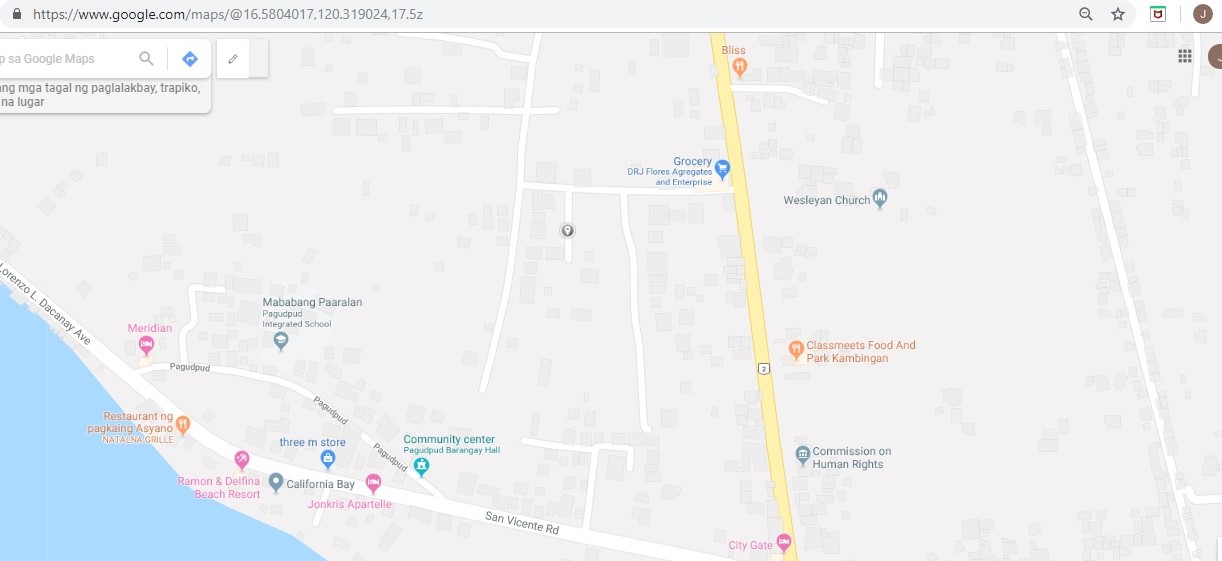 https://www.google.com/maps/@16.5804017,120.319024,17.5z
J
sa Google Maps
ang mga tagal ng paglalakbay, trapiko,
na lugar
Bliss
Grocery
DRJ Flores Agregates
and Enterprise
Wesleyan Church
Lorenzo L. Dacanay Ave
Mababang Paaralan
Pagudpud
Integrated School
Meridian
Pagudpud
2
Classmeets Food And
Park Kambingan
Pagudpud
Restaurant ng
pagkaing Asyano
NATALNA GRILLE
three m store
Community center
Pagudpud Barangay Hall
Pagudpud
Commission on
Human Rights
Ramon & Delfina
Beach Resort
California Bay
Jonkris Apartelle
San Vicente Rd
City Gate